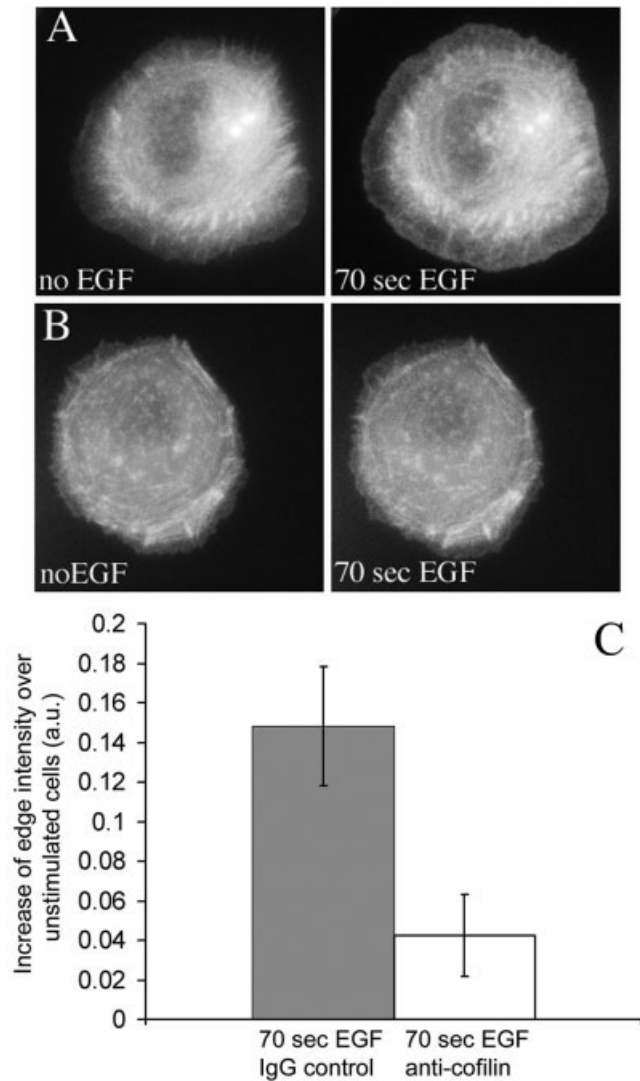 A
no EGF
70 sec EGF
B
noEGF
70 sec EGF
C
Increase of edge intensity over
unstimulated cells (a.u.)
0.2
0.18
0.16
0.14
0.12
0.1
0.08
0.06
0.04
0.02
0
70 sec EGF
IgG control
70 sec EGF
anti-cofilin